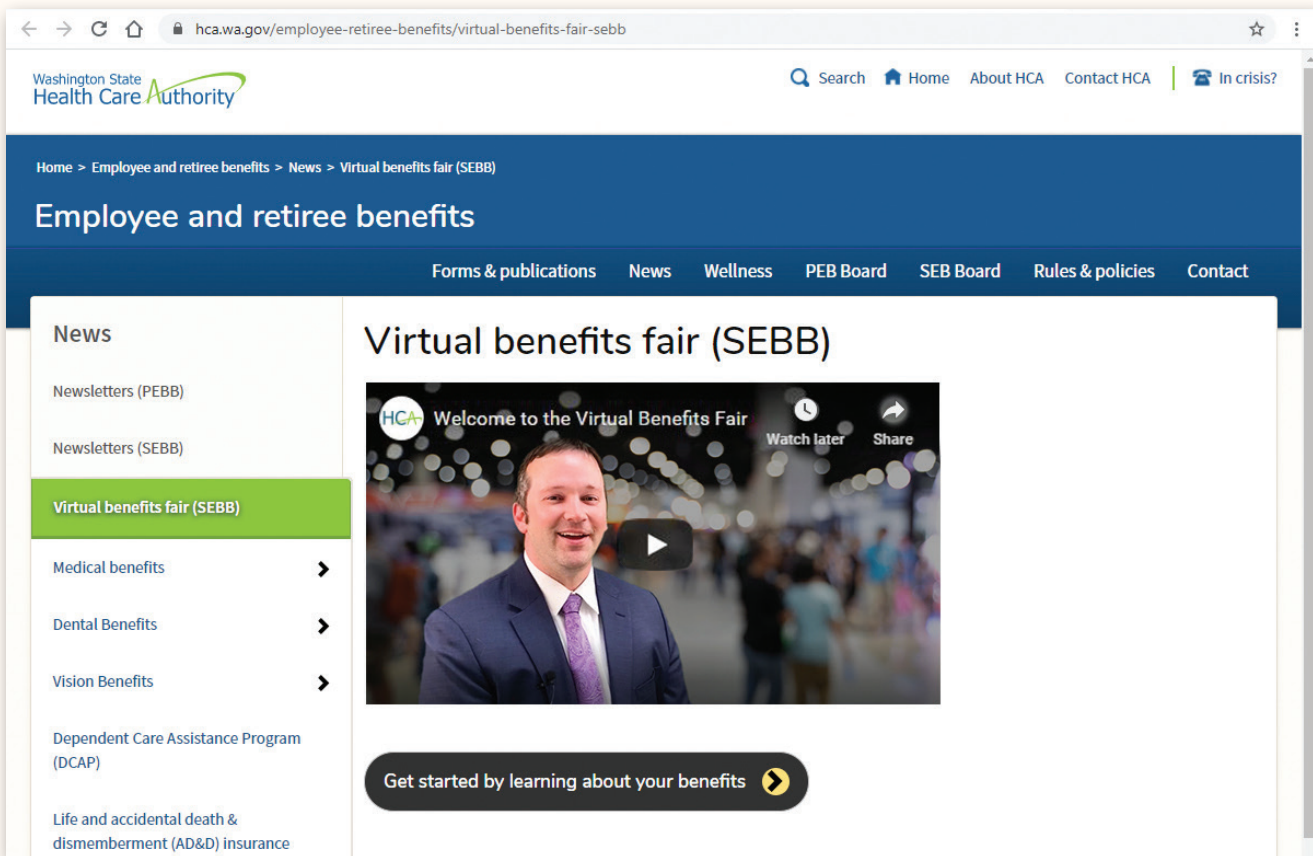 hca.wa.gov/employee-retiree-benefits/virtual-benefits-fair-sebb
Washington State
Health Care Authority
Search Home About HCA Contact HCA In crisis?
Home > Employee and retiree benefits > News > Virtual benefits fair (SEBB)
Employee and retiree benefits
Forms & publications News Wellness PEB Board SEB Board Rules & policies Contact
News
Newsletters (PEBB)
Newsletters (SEBB)
Virtual benefits fair (SEBB)
Medical benefits
Dental Benefits
Vision Benefits
Dependent Care Assistance Program
(DCAP)
Life and accidental death &
dismemberment (AD&D) insurance
Virtual benefits fair (SEBB)
HCA Welcome to the Virtual Benefits Fair
Watch later Share
Get started by learning about your benefits